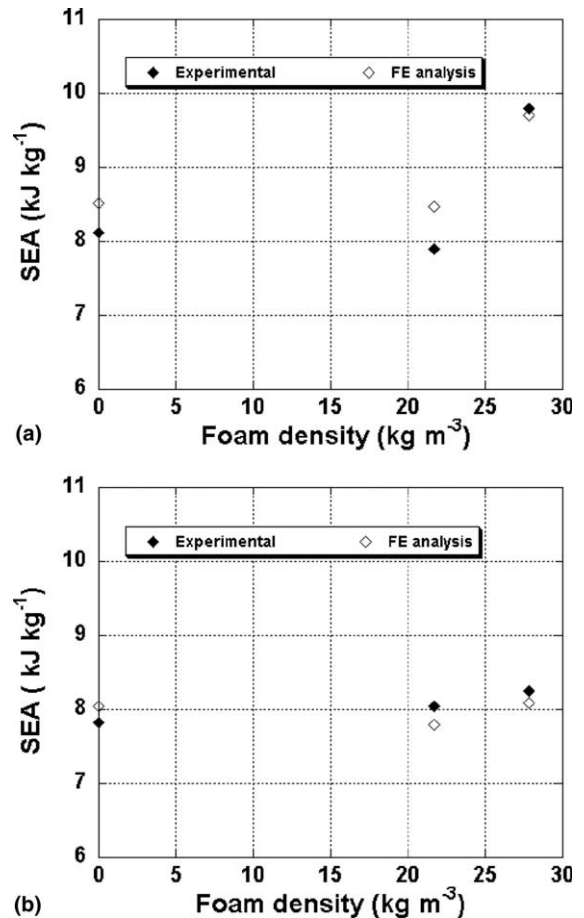 11
10
9
8
7
6
SEA (kJ kg-1)
Experimental FE analysis
0 5 10 15 20 25 30
(a) Foam density (kg m-3)
11
10
9
8
7
6
SEA ( kJ kg-1)
Experimental FE analysis
0 5 10 15 20 25 30
(b) Foam density (kg m-3)